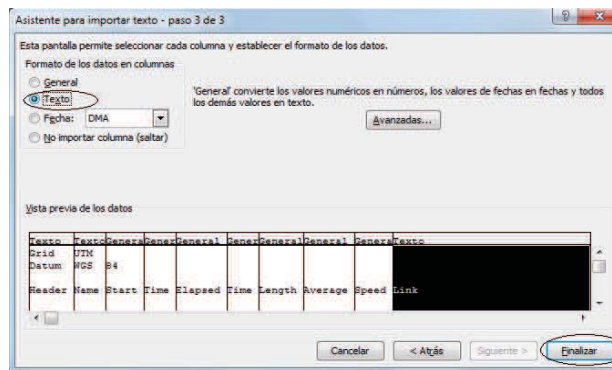 Asistente para importar texto - paso 3 de 3
Esta pantalla permite seleccionar cada columna y establecer el formato de los datos.
Formato de los datos en columnas
General
Texto
Fecha: DMA
No importar columna (saltar)
'General' convierte los valores numéricos en números, los valores de fechas en fechas y todos
los demás valores en texto.
Avanzadas...
Vista previa de los datos
Texto Texto Genera Gener General Gener General General Genera Texto
Grid UTM
Datum WGS 84
Header Name Start Time Elapsed Time Length Average Speed Link
Cancelar < Atrás Siguiente > Finalizar